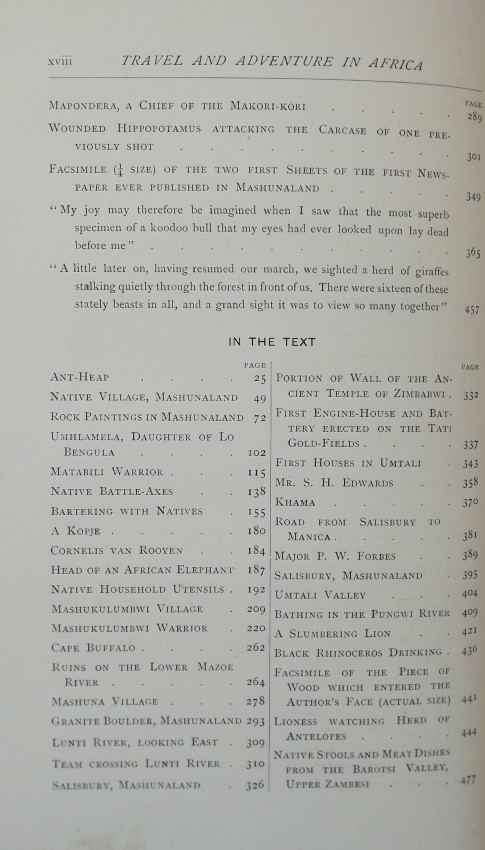 xviii TRAVEL AND ADVENTURE IN AFRICA
PAGE
MAPONDERA, A CHIEF OF THE MAKORI-KORI . . . . . 289
WOUNDED HIPPOPOTAMUS ATTACKING THE CARCASE OF ONE PRE-
VIOUSLY SHOT . . . . . . . . 301
FACSIMILE (¼ SIZE) OF THE TWO FIRST SHEETS OF THE FIRST NEWS-
PAPER EVER PUBLISHED IN MASHUNALAND . . . . 349
"My joy may therefore be imagined when I saw that the most superb
specimen of a koodoo bull that my eyes had ever looked upon lay dead
before me" . . . . . . . . . . 365
"A little later on, having resumed our march, we sighted a herd of giraffes
stalking quietly through the forest in front of us. There were sixteen of these
stately beasts in all, and a grand sight it was to view so many together" 457
IN THE TEXT
PAGE
ANT-HEAP . . . . 25
NATIVE VILLAGE, MASHUNALAND 49
ROCK PAINTINGS IN MASHUNALAND 72
UMHLAMELA, DAUGHTER OF LO
BENGULA . . . . 102
MATABILI WARRIOR . . . 115
NATIVE BATTLE-AXES . . 138
BARTERING WITH NATIVES . 155
A KOPJE . . . . . 180
CORNELIS VAN ROOYEN . . 184
HEAD OF AN AFRICAN ELEPHANT 187
NATIVE HOUSEHOLD UTENSILS . 192
MASHUKULUMBWI VILLAGE . 209
MASHUKULUMBWI WARRIOR . 220
CAPE BUFFALO . . . . 262
RUINS ON THE LOWER MAZOE
RIVER . . . . . 264
MASHUNA VILLAGE . . . 278
GRANITE BOULDER, MASHUNALAND 293
LUNTI RIVER, LOOKING EAST . 309
TEAM CROSSING LUNTI RIVER . 310
SALISBURY, MASHUNALAND . 326
PAGE
PORTION OF WALL OF THE AN-
CIENT TEMPLE OF ZIMBABWI . 332
FIRST ENGINE-HOUSE AND BAT-
TERY ERECTED ON THE TATI
GOLD-FIELDS . . . . 337
FIRST HOUSES IN UMTALI . 343
MR. S. H. EDWARDS . . 358
KHAMA . . . . . 370
ROAD FROM SALISBURY TO
MANICA . . . . . 381
MAJOR P. W. FORBES . . 389
SALISBURY, MASHUNALAND . 395
UMTALI VALLEY . . . 404
BATHING IN THE PUNGWI RIVER 409
A SLUMBERING LION . . 421
BLACK RHINOCEROS DRINKING . 436
FACSIMILE OF THE PIECE OF
WOOD WHICH ENTERED THE
AUTHOR'S FACE (ACTUAL SIZE) 441
LIONESS WATCHING HERD OF
ANTELOPES . . . . 444
NATIVE STOOLS AND MEAT DISHES
FROM THE BAROTSI VALLEY,
UPPER ZAMBESI . . . 477